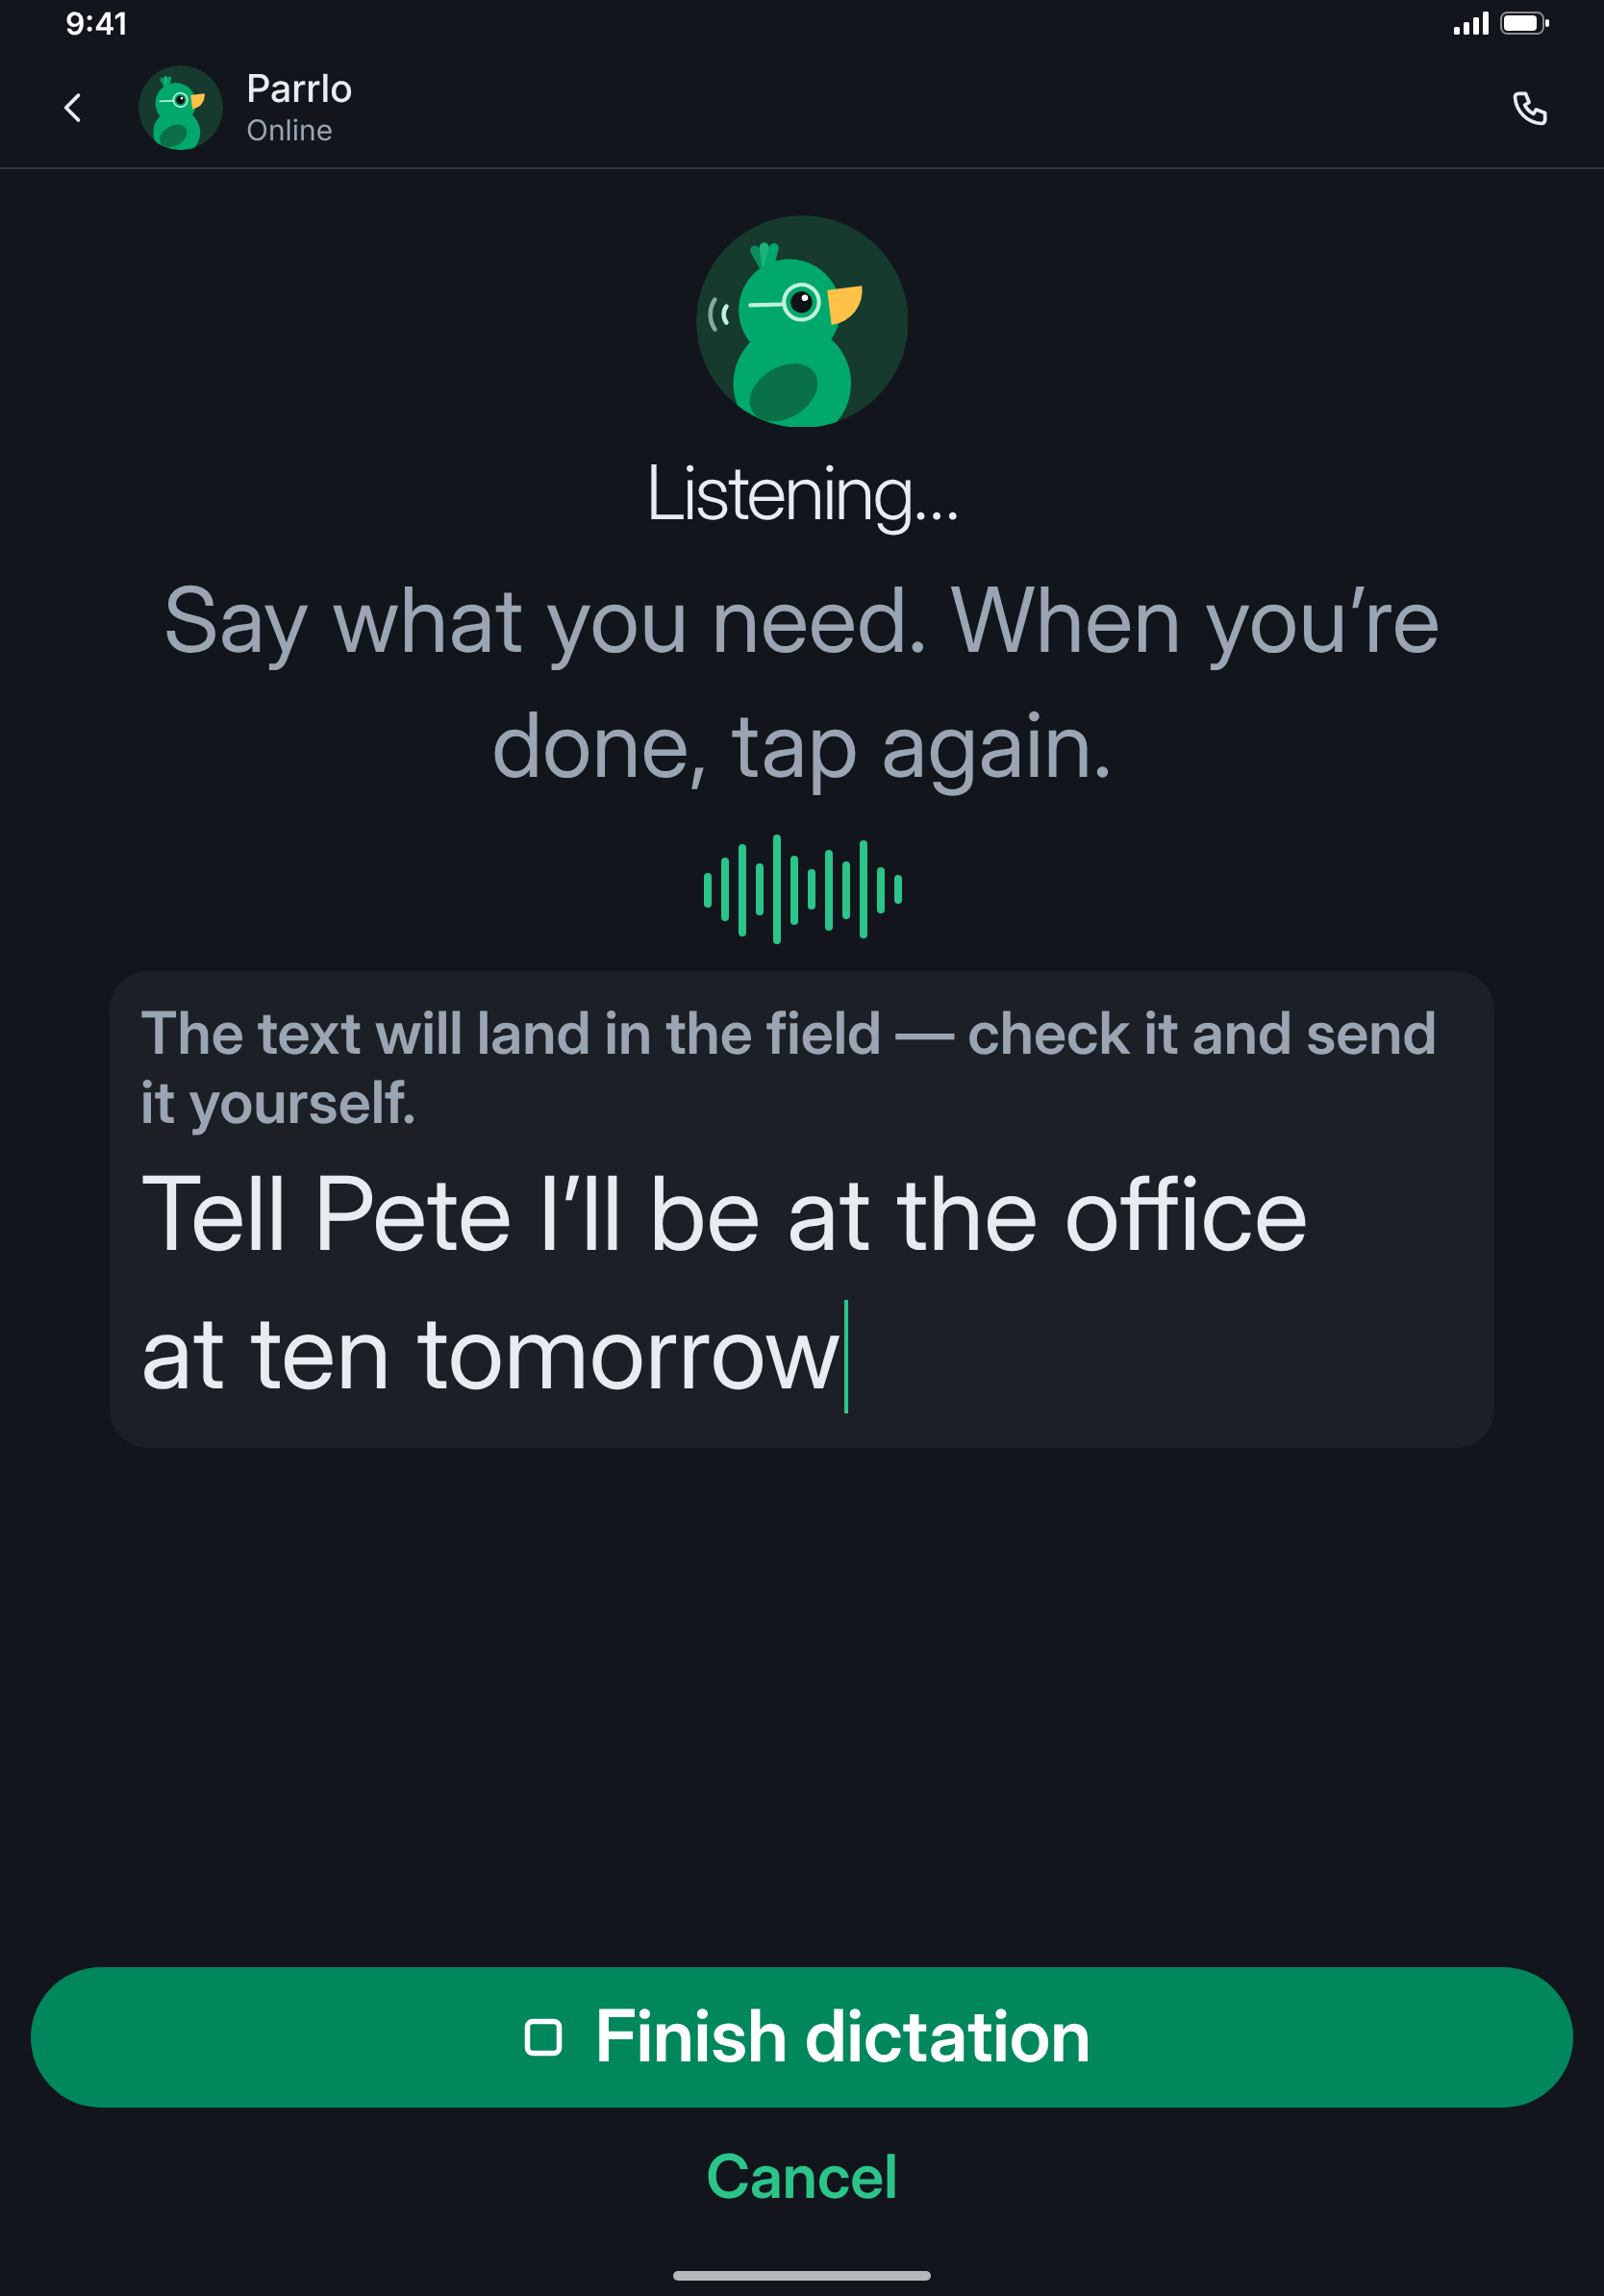 9:41
Parrlo
Online
Listening...
Say what you need. When you’re
done, tap again.
The text will land in the field — check it and send
it yourself.
Tell Pete I’ll be at the office
at ten tomorrow
Finish dictation
Cancel